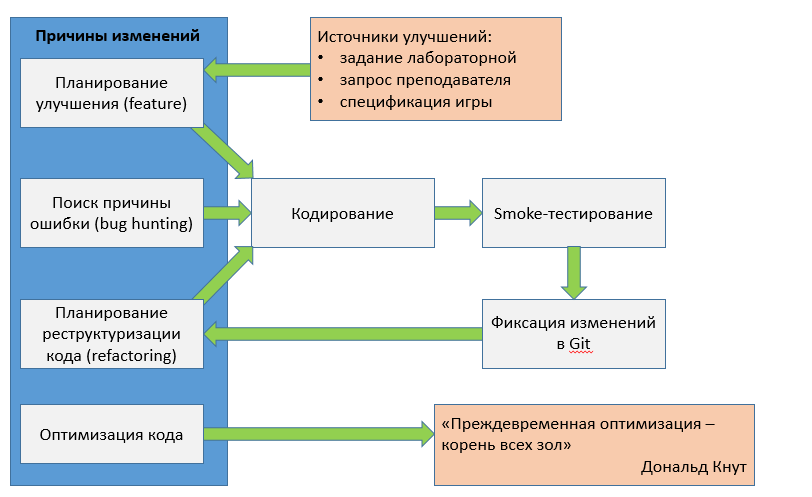 Причины изменений
Планирование
улучшения (feature)
Источники улучшений:
• задание лабораторной
• запрос преподавателя
• спецификация игры
Поиск причины
ошибки (bug hunting)
Кодирование
Smoke-тестирование
Планирование
реструктуризации
кода (refactoring)
Фиксация изменений
в Git
Оптимизация кода
«Преждевременная оптимизация –
корень всех зол»
Дональд Кнут